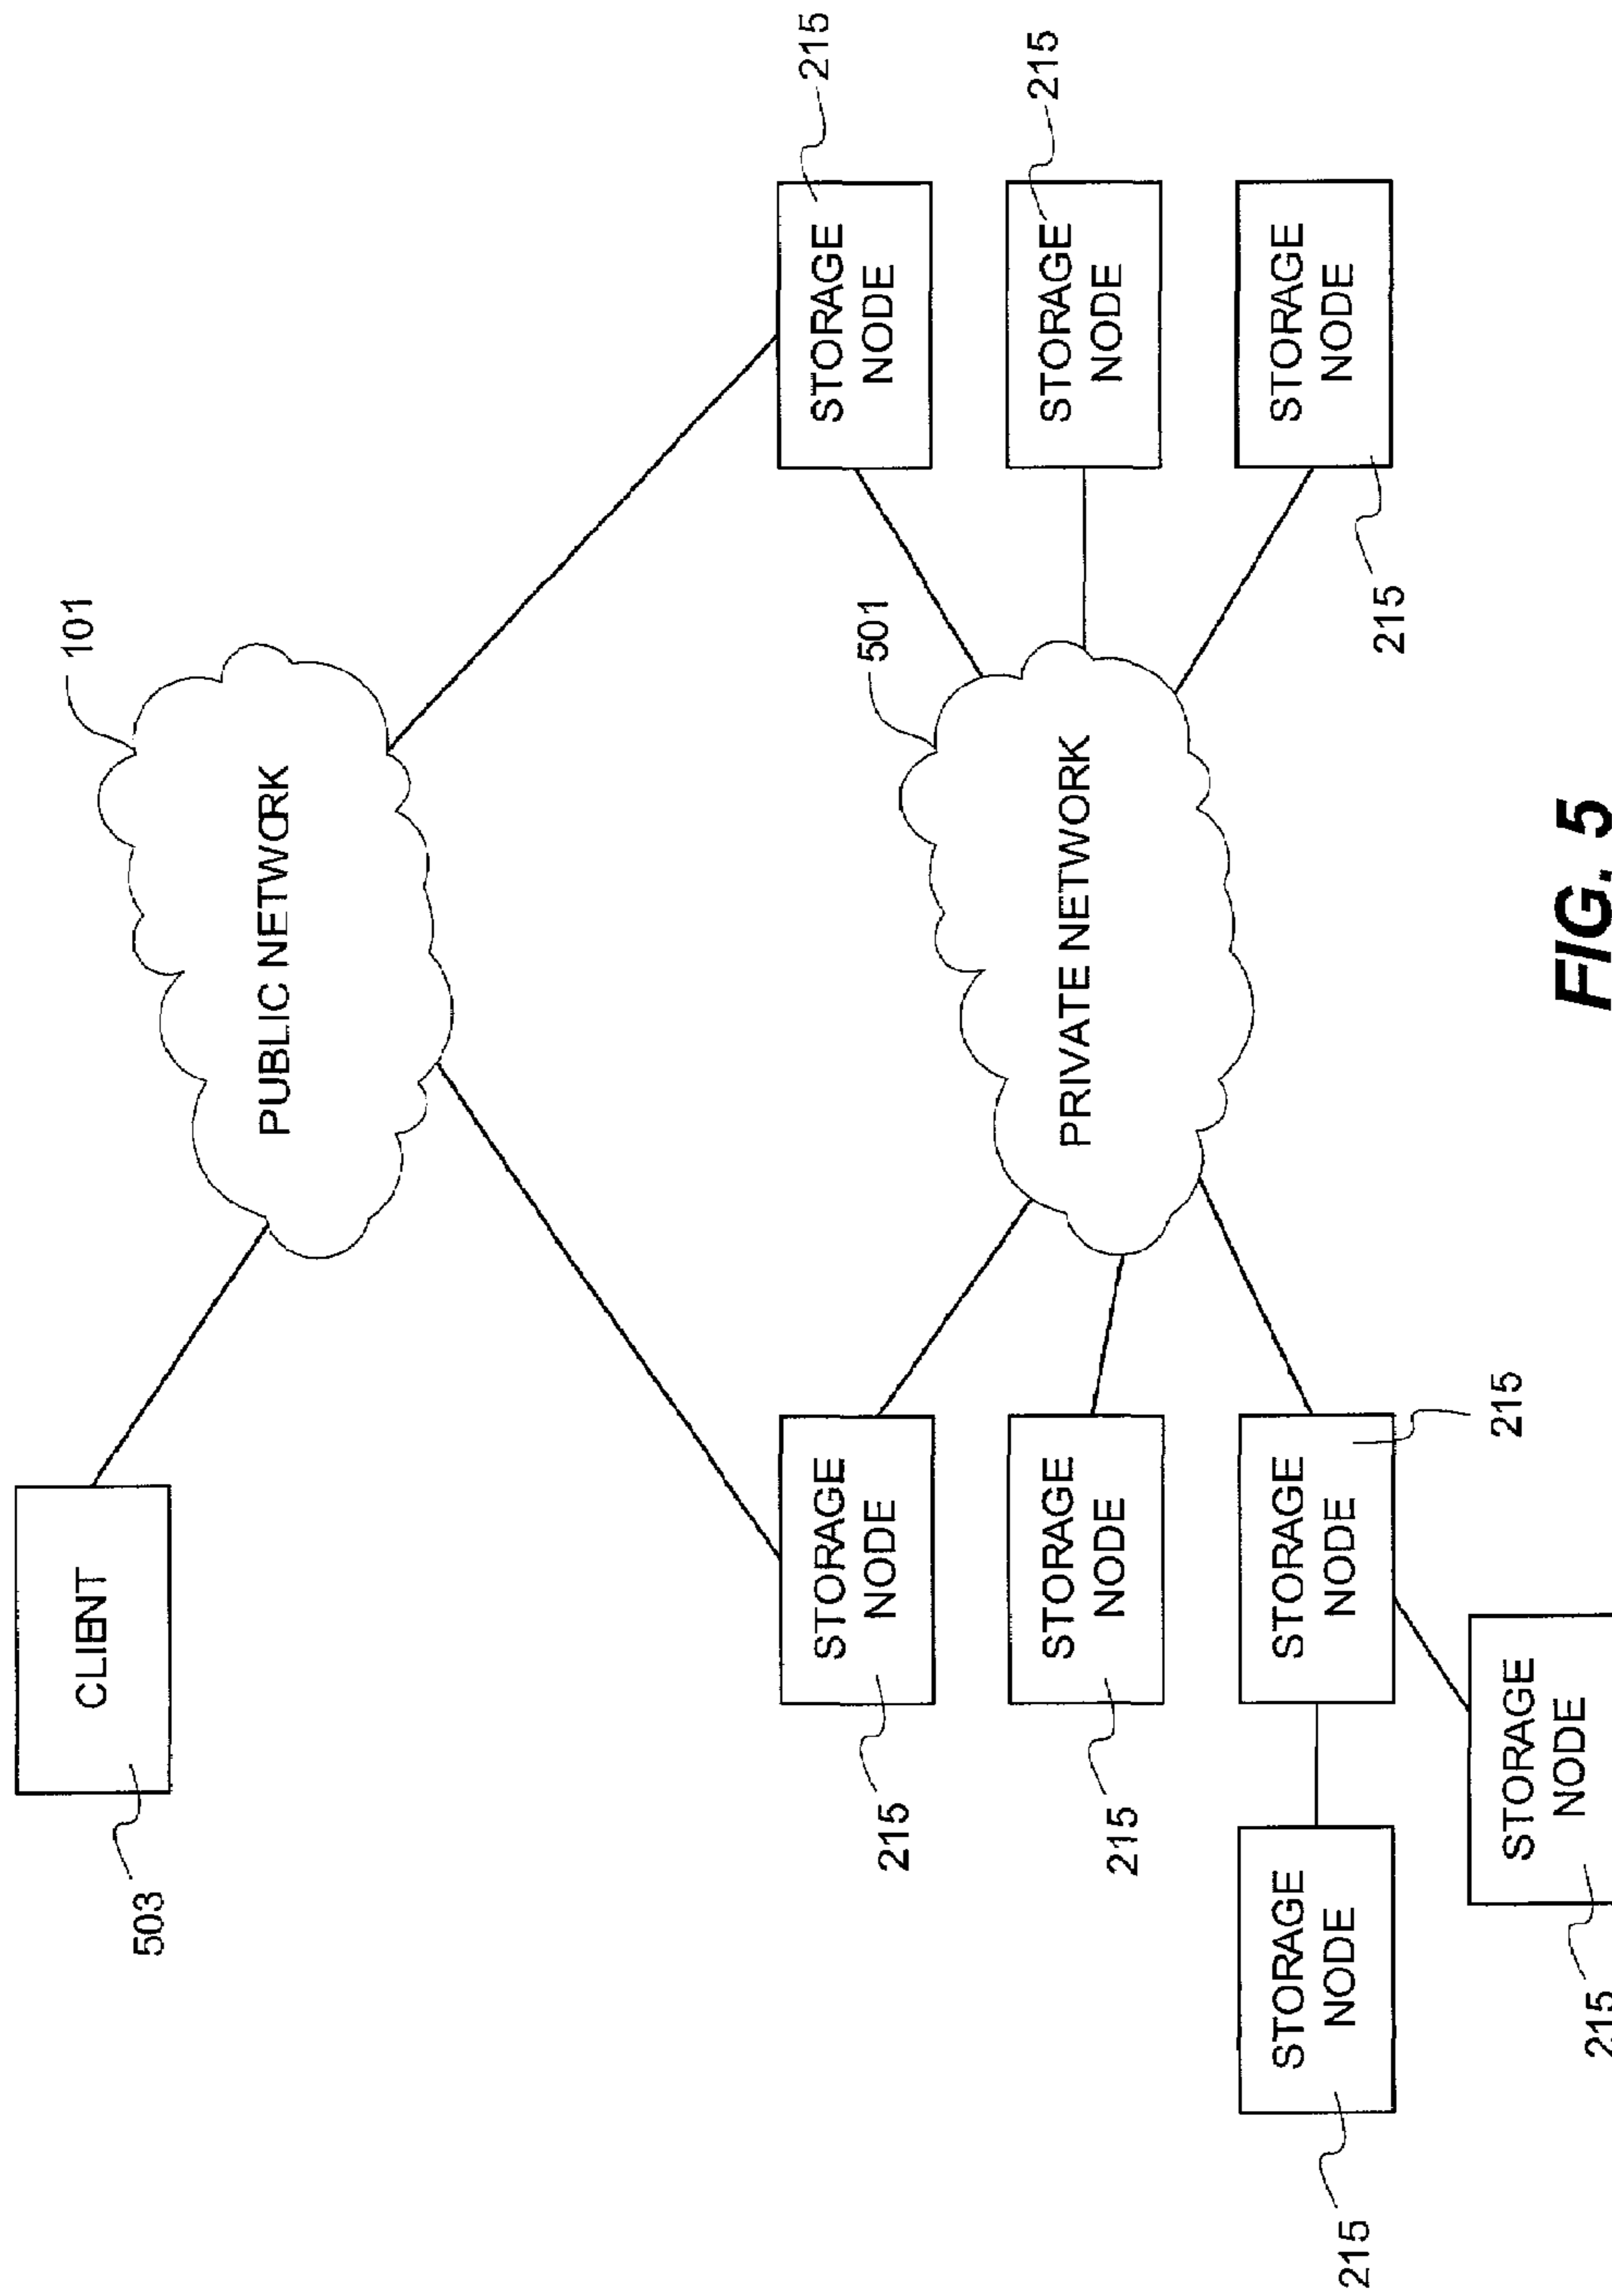 CLIENT
503
101
PUBLIC NETWORK
215
STORAGE
NODE
STORAGE
NODE
215
501
PRIVATE NETWORK
215
STORAGE
NODE
STORAGE
NODE
215
STORAGE
NODE
215
STORAGE
NODE
215
STORAGE
NODE
215
STORAGE
NODE
215
FIG. 5